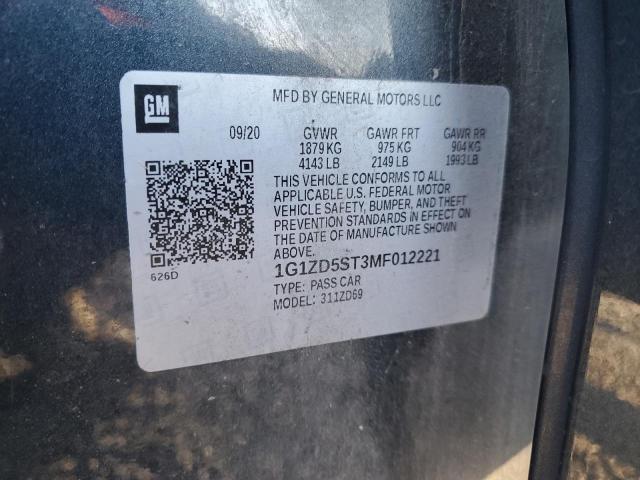 GM
MFD BY GENERAL MOTORS LLC
09/20 GVWR GAWR FRT GAWR RR
1879 KG 975 KG 904 KG
4143 LB 2149 LB 1993 LB
THIS VEHICLE CONFORMS TO ALL
APPLICABLE U.S. FEDERAL MOTOR
VEHICLE SAFETY, BUMPER, AND THEFT
PREVENTION STANDARDS IN EFFECT ON
THE DATE OF MANUFACTURE SHOWN
ABOVE.
1G1ZD5ST3MF012221
626D
TYPE: PASS CAR
MODEL: 311ZD69